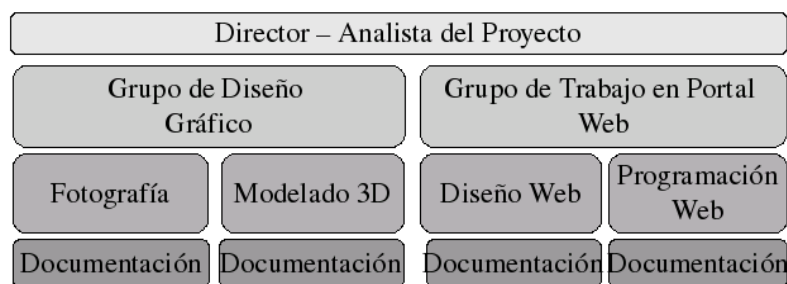 Director – Analista del Proyecto
Grupo de Diseño
Gráfico
Grupo de Trabajo en Portal
Web
Fotografía
Modelado 3D
Diseño Web
Programación
Web
Documentación
Documentación
Documentación
Documentación